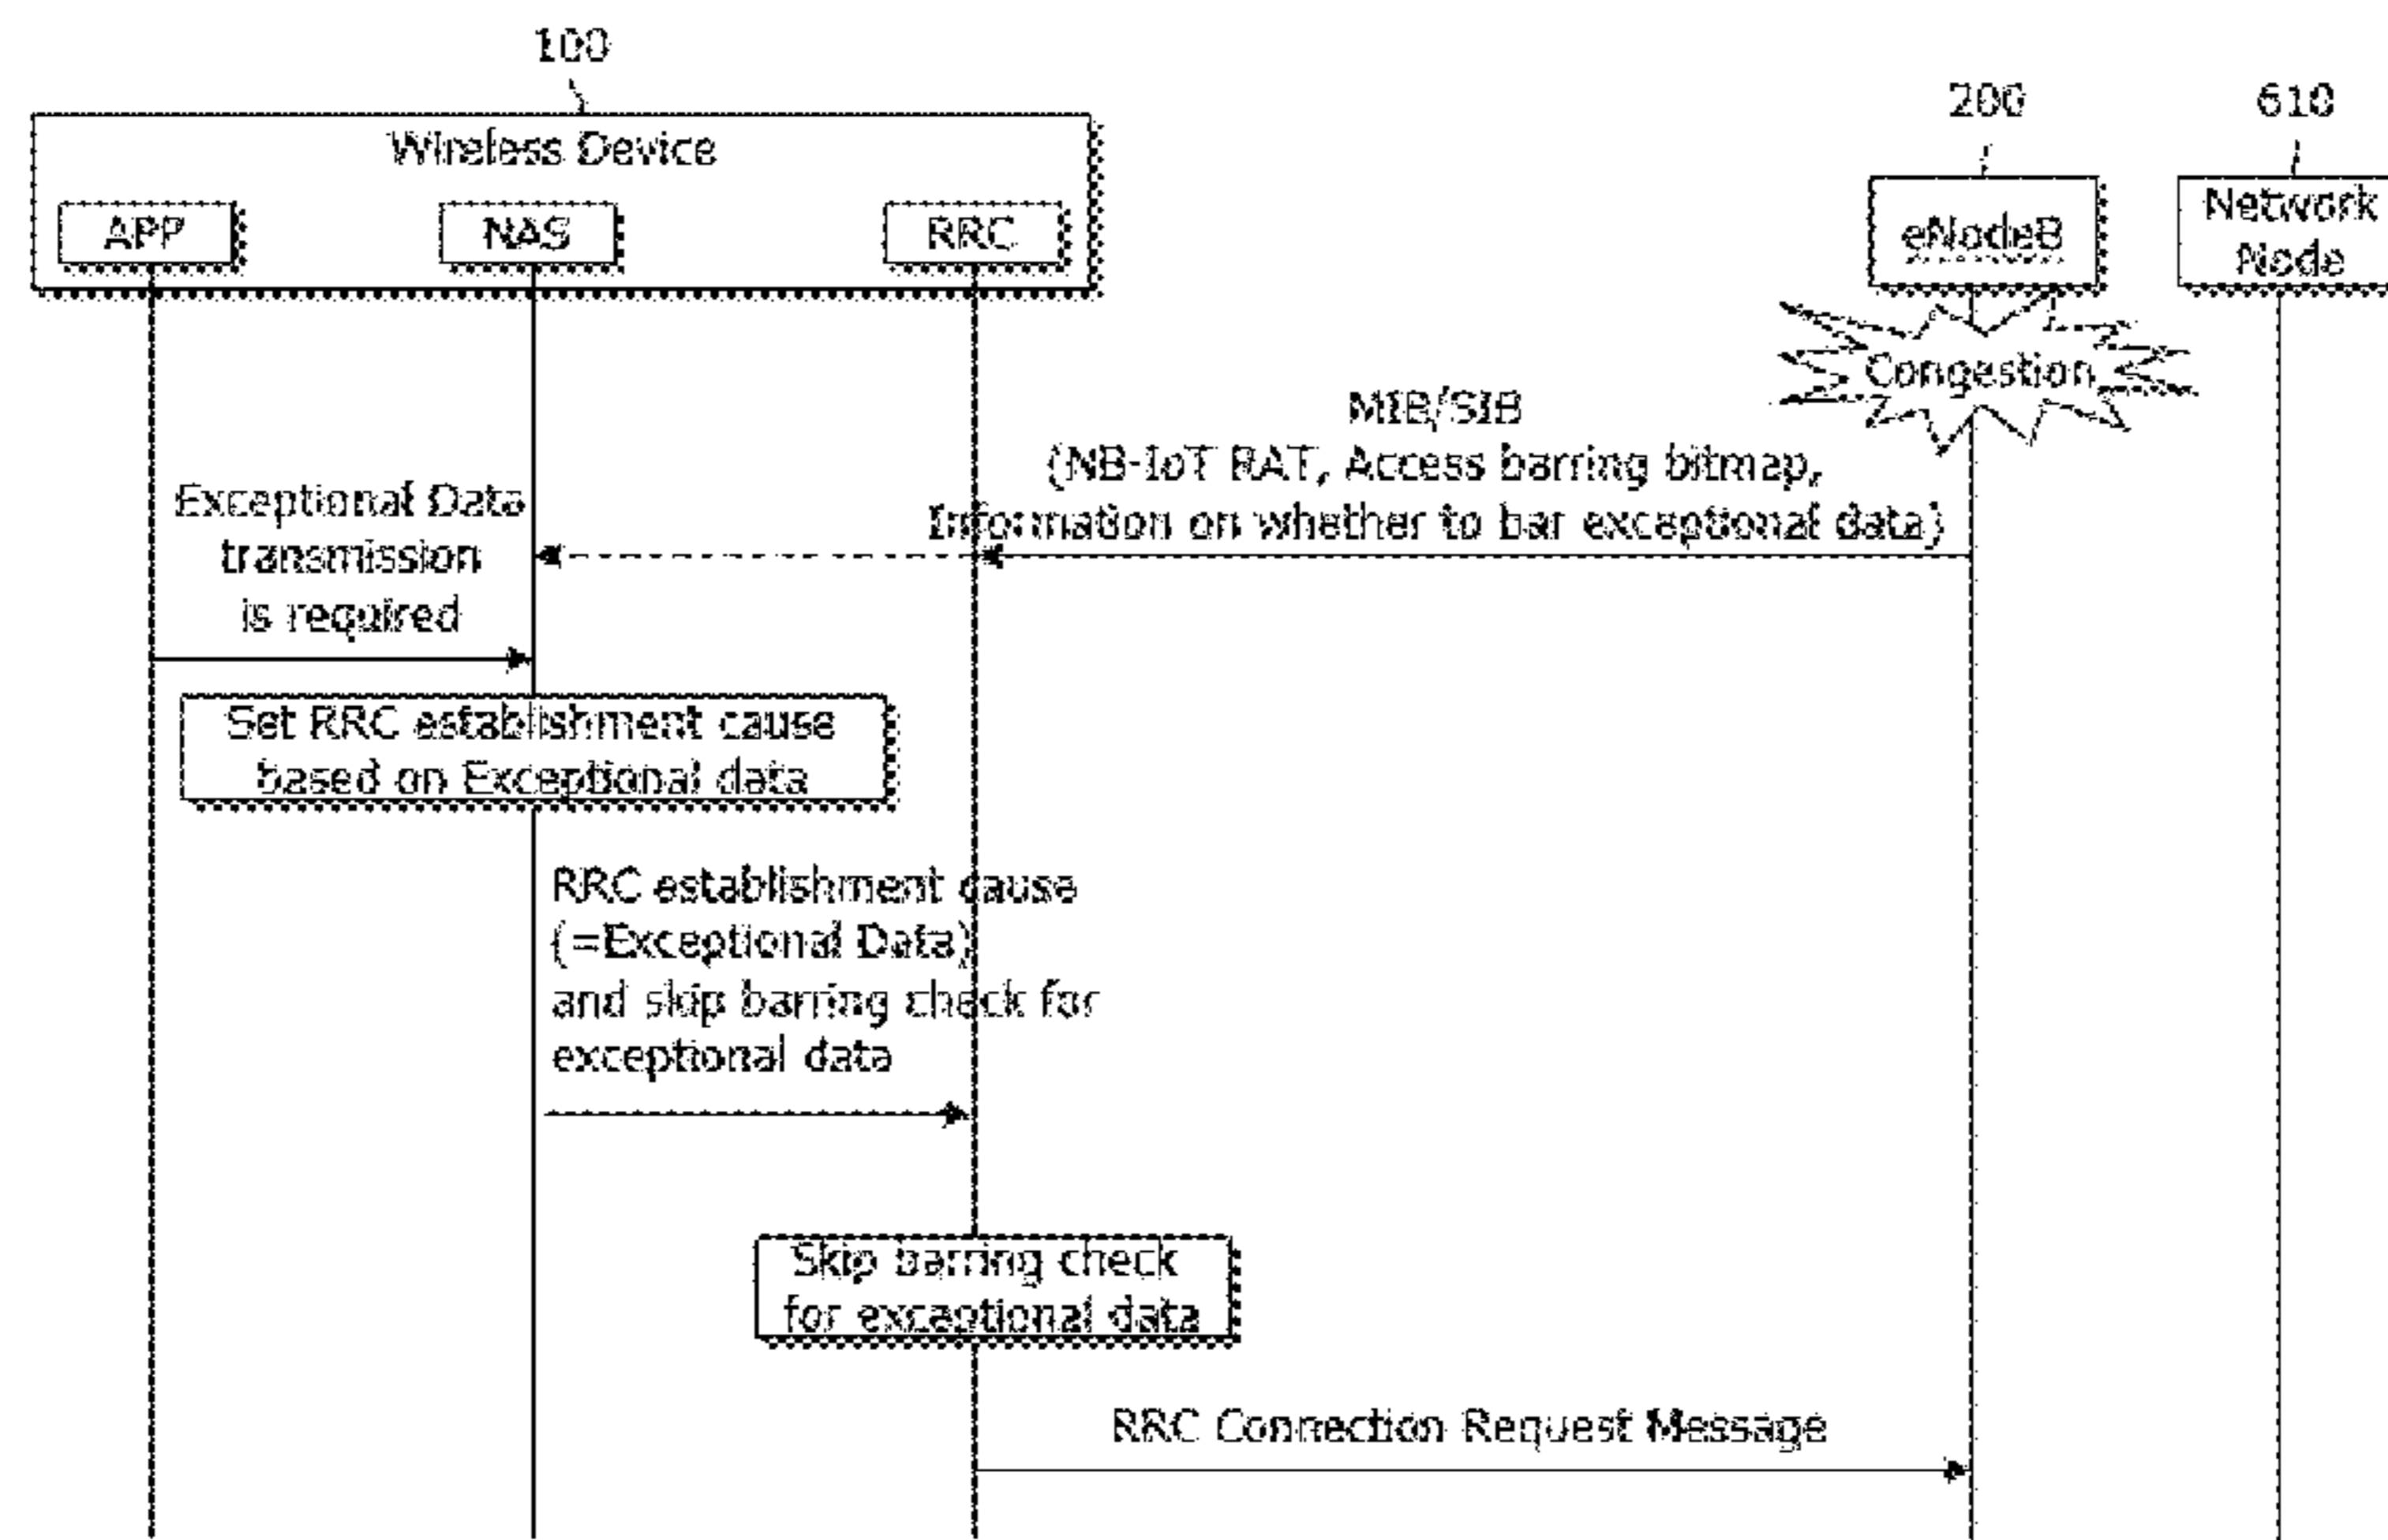 100
200
610
Wireless Device
APP
NAS
RRC
eNodeB
Network
Node
Congestion
MIB/SIB
(NB-IoT RAT, Access barring bitmap,
Information on whether to bar exceptional data)
Exceptional Data
transmission
is required
Set RRC establishment cause
based on Exceptional data
RRC establishment cause
(=Exceptional Data)
and skip barring check for
exceptional data
Skip barring check
for exceptional data
RRC Connection Request Message